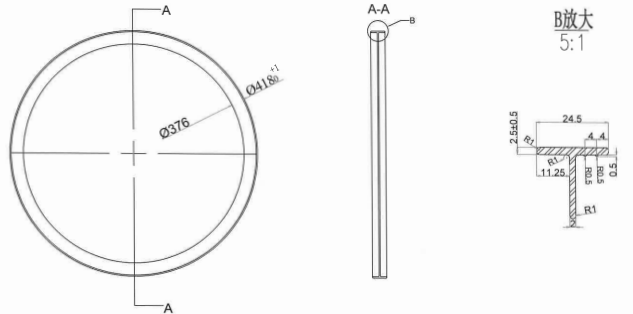 A
A-A
B
B放大
5:1
Ø418 +1 0
Ø376
24.5
2.5±0.5
4
4
R1
R1
0.5
11.25
R0.5
R0.5
R1
A